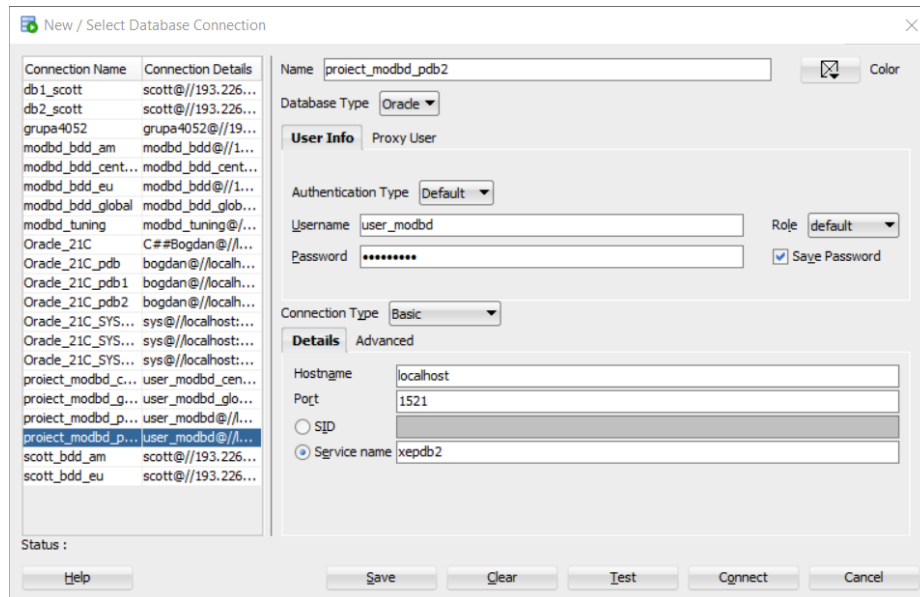 New / Select Database Connection
Connection Name Connection Details
db1_scott scott@//193.226...
db2_scott scott@//193.226...
grupa4052 grupa4052@//19...
modbd_bdd_am modbd_bdd@//1...
modbd_bdd_cent... modbd_bdd_cent...
modbd_bdd_eu modbd_bdd@//1...
modbd_bdd_global modbd_bdd_glob...
modbd_tuning modbd_tuning@/...
Oracle_21C C##Bogdan@//l...
Oracle_21C_pdb bogdan@//localh...
Oracle_21C_pdb1 bogdan@//localh...
Oracle_21C_pdb2 bogdan@//localh...
Oracle_21C_SYS... sys@//localhost:...
Oracle_21C_SYS... sys@//localhost:...
Oracle_21C_SYS... sys@//localhost:...
proiect_modbd_c... user_modbd_cen...
proiect_modbd_g... user_modbd_glo...
proiect_modbd_p... user_modbd@//l...
proiect_modbd_p... user_modbd@//l...
scott_bdd_am scott@//193.226...
scott_bdd_eu scott@//193.226...
Status :
Name proiect_modbd_pdb2 Color
Database Type Oracle
User Info Proxy User
Authentication Type Default
Username user_modbd Role default
Password ••••••••• Save Password
Connection Type Basic
Details Advanced
Hostname localhost
Port 1521
SID
Service name xepdb2
Help Save Clear Test Connect Cancel